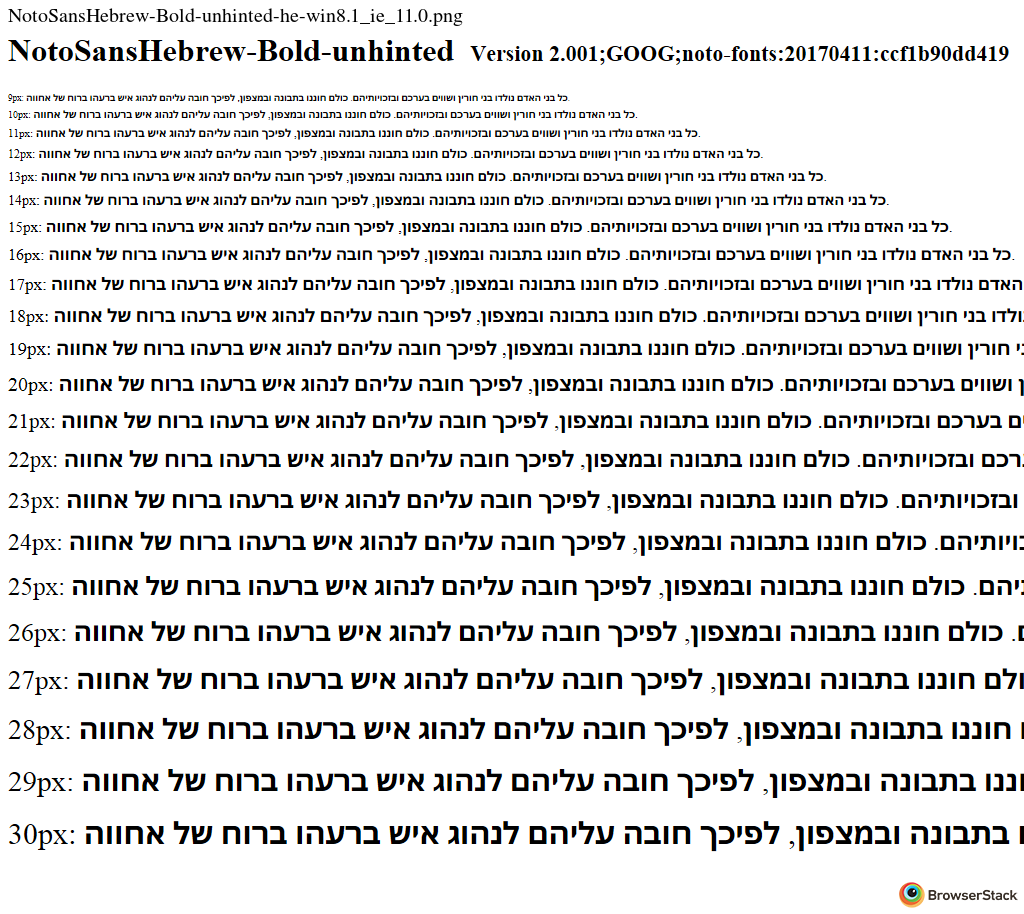 NotoSansHebrew-Bold-unhinted-he-win8.1_ie_11.0.png
NotoSansHebrew-Bold-unhinted Version 2.001;GOOG;noto-fonts:20170411:ccf1b90dd419
9px: כל בני האדם נולדו בני חורין ושווים בערכם ובזכויותיהם. כולם חוננו בתבונה ובמצפון, לפיכך חובה עליהם לנהוג איש ברעהו ברוח של אחווה.
10px: כל בני האדם נולדו בני חורין ושווים בערכם ובזכויותיהם. כולם חוננו בתבונה ובמצפון, לפיכך חובה עליהם לנהוג איש ברעהו ברוח של אחווה.
11px: כל בני האדם נולדו בני חורין ושווים בערכם ובזכויותיהם. כולם חוננו בתבונה ובמצפון, לפיכך חובה עליהם לנהוג איש ברעהו ברוח של אחווה.
12px: כל בני האדם נולדו בני חורין ושווים בערכם ובזכויותיהם. כולם חוננו בתבונה ובמצפון, לפיכך חובה עליהם לנהוג איש ברעהו ברוח של אחווה.
13px: כל בני האדם נולדו בני חורין ושווים בערכם ובזכויותיהם. כולם חוננו בתבונה ובמצפון, לפיכך חובה עליהם לנהוג איש ברעהו ברוח של אחווה.
14px: כל בני האדם נולדו בני חורין ושווים בערכם ובזכויותיהם. כולם חוננו בתבונה ובמצפון, לפיכך חובה עליהם לנהוג איש ברעהו ברוח של אחווה.
15px: כל בני האדם נולדו בני חורין ושווים בערכם ובזכויותיהם. כולם חוננו בתבונה ובמצפון, לפיכך חובה עליהם לנהוג איש ברעהו ברוח של אחווה.
16px: כל בני האדם נולדו בני חורין ושווים בערכם ובזכויותיהם. כולם חוננו בתבונה ובמצפון, לפיכך חובה עליהם לנהוג איש ברעהו ברוח של אחווה.
17px: האדם נולדו בני חורין ושווים בערכם ובזכויותיהם. כולם חוננו בתבונה ובמצפון, לפיכך חובה עליהם לנהוג איש ברעהו ברוח של אחווה
18px: ולדו בני חורין ושווים בערכם ובזכויותיהם. כולם חוננו בתבונה ובמצפון, לפיכך חובה עליהם לנהוג איש ברעהו ברוח של אחווה
19px: י חורין ושווים בערכם ובזכויותיהם. כולם חוננו בתבונה ובמצפון, לפיכך חובה עליהם לנהוג איש ברעהו ברוח של אחווה
20px: ן ושווים בערכם ובזכויותיהם. כולם חוננו בתבונה ובמצפון, לפיכך חובה עליהם לנהוג איש ברעהו ברוח של אחווה
21px: ים בערכם ובזכויותיהם. כולם חוננו בתבונה ובמצפון, לפיכך חובה עליהם לנהוג איש ברעהו ברוח של אחווה
22px: רכם ובזכויותיהם. כולם חוננו בתבונה ובמצפון, לפיכך חובה עליהם לנהוג איש ברעהו ברוח של אחווה
23px: ובזכויותיהם. כולם חוננו בתבונה ובמצפון, לפיכך חובה עליהם לנהוג איש ברעהו ברוח של אחווה
24px: ויותיהם. כולם חוננו בתבונה ובמצפון, לפיכך חובה עליהם לנהוג איש ברעהו ברוח של אחווה
25px: יהם. כולם חוננו בתבונה ובמצפון, לפיכך חובה עליהם לנהוג איש ברעהו ברוח של אחווה
26px: . כולם חוננו בתבונה ובמצפון, לפיכך חובה עליהם לנהוג איש ברעהו ברוח של אחווה
27px: ולם חוננו בתבונה ובמצפון, לפיכך חובה עליהם לנהוג איש ברעהו ברוח של אחווה
28px: חוננו בתבונה ובמצפון, לפיכך חובה עליהם לנהוג איש ברעהו ברוח של אחווה
29px: ננו בתבונה ובמצפון, לפיכך חובה עליהם לנהוג איש ברעהו ברוח של אחווה
30px: בתבונה ובמצפון, לפיכך חובה עליהם לנהוג איש ברעהו ברוח של אחווה
BrowserStack